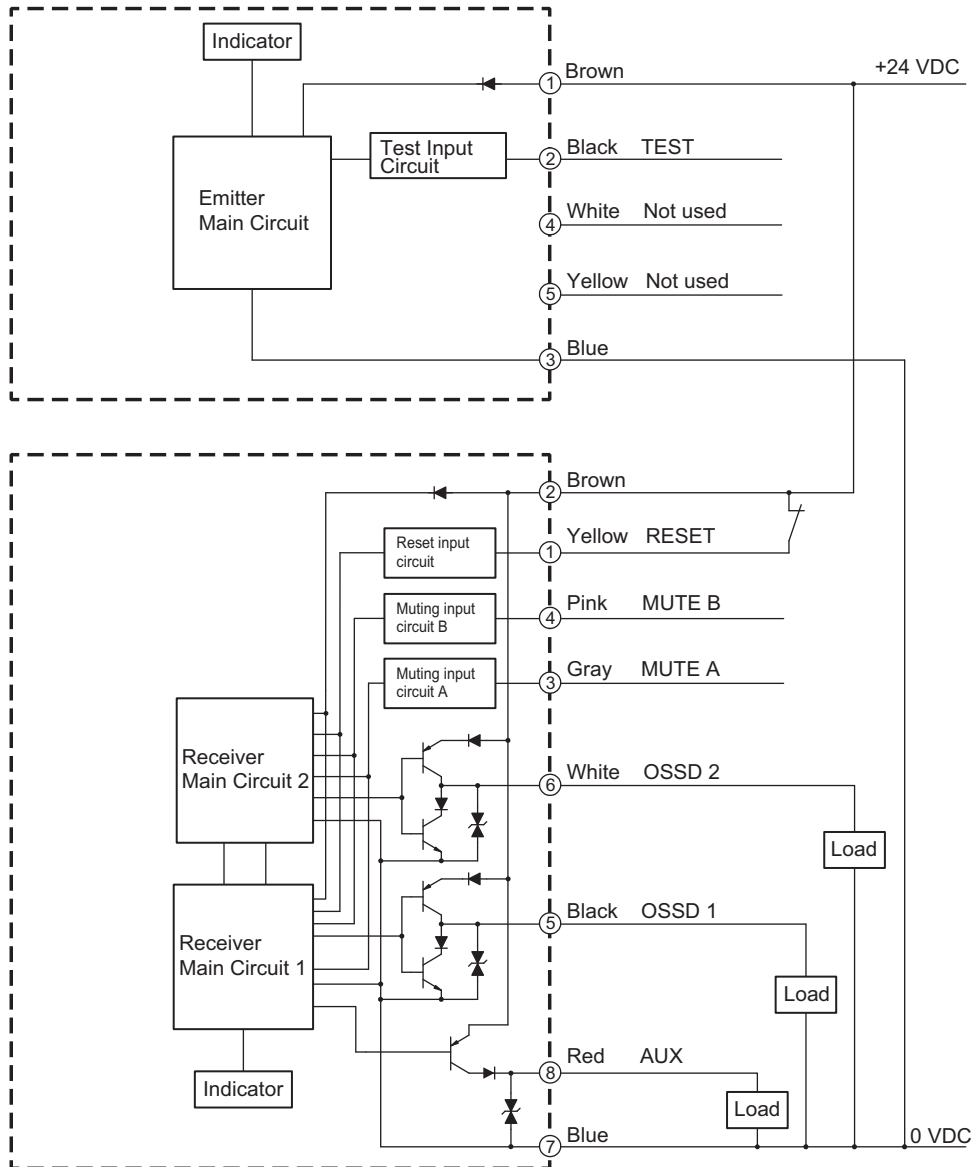 Indicator
+24 VDC
① Brown
Test Input
Circuit
② Black TEST
Emitter
Main Circuit
④ White Not used
⑤ Yellow Not used
③ Blue
② Brown
Reset input
circuit
① Yellow RESET
Muting input
circuit B
④ Pink MUTE B
Muting input
circuit A
③ Gray MUTE A
Receiver
Main Circuit 2
⑥ White OSSD 2
Load
Receiver
Main Circuit 1
⑤ Black OSSD 1
Load
Indicator
⑧ Red AUX
Load
⑦ Blue
0 VDC